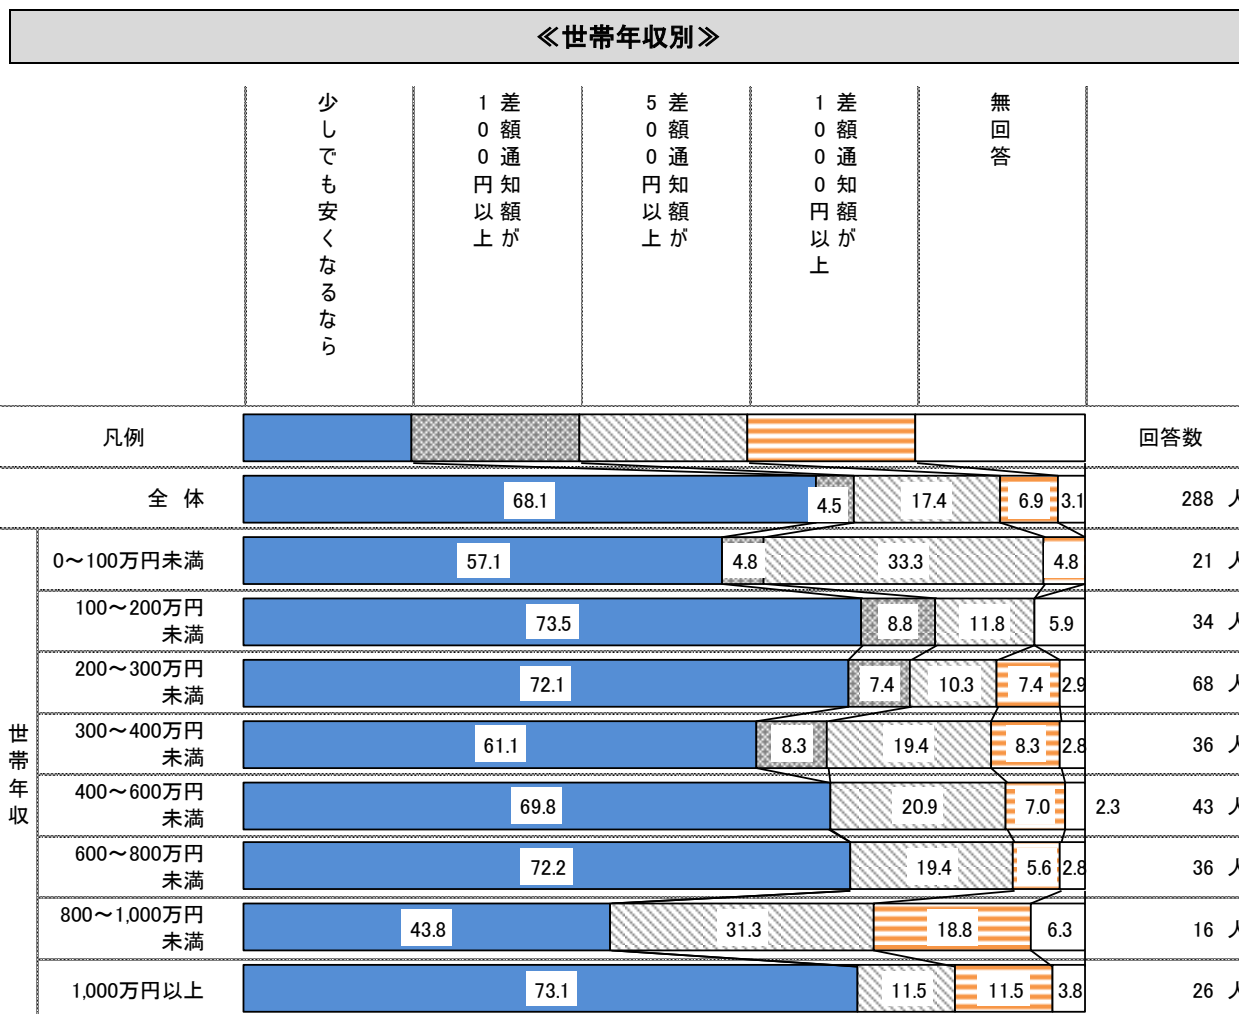 ≪世帯年収別≫
少しでも安くなるなら
差額通知額が
100円以上
差額通知額が
500円以上
差額通知額が
1000円以上
無回答
凡例
回答数
全 体
68.1
4.5
17.4
6.9
3.1
288 人
世帯年収
0～100万円未満
57.1
4.8
33.3
4.8
21 人
100～200万円
未満
73.5
8.8
11.8
5.9
34 人
200～300万円
未満
72.1
7.4
10.3
7.4
2.9
68 人
300～400万円
未満
61.1
8.3
19.4
8.3
2.8
36 人
400～600万円
未満
69.8
20.9
7.0
2.3
43 人
600～800万円
未満
72.2
19.4
5.6
2.8
36 人
800～1,000万円
未満
43.8
31.3
18.8
6.3
16 人
1,000万円以上
73.1
11.5
11.5
3.8
26 人